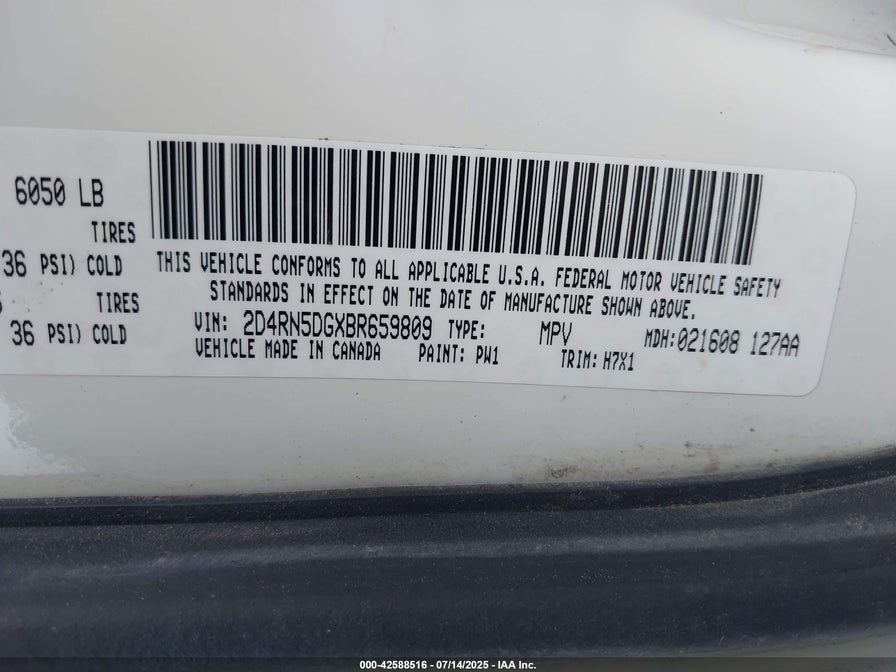 6050 LB
TIRES
36 PSI) COLD
TIRES
36 PSI) COLD
THIS VEHICLE CONFORMS TO ALL APPLICABLE U.S.A. FEDERAL MOTOR VEHICLE SAFETY
STANDARDS IN EFFECT ON THE DATE OF MANUFACTURE SHOWN ABOVE.
VIN: 2D4RN5DGXBR659809 TYPE: MPV MDH:021608 127AA
VEHICLE MADE IN CANADA PAINT: PW1 TRIM: H7X1
000-42588516 - 07/14/2025 - IAA Inc.